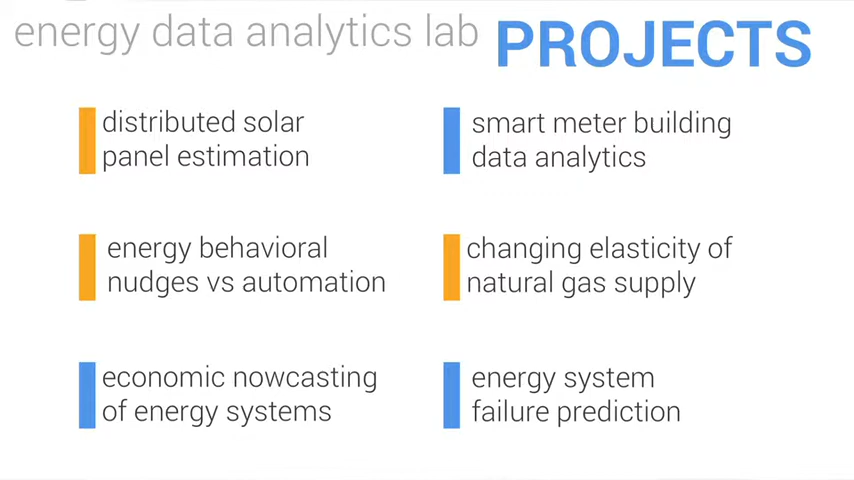 energy data analytics lab PROJECTS
distributed solar
panel estimation
smart meter building
data analytics
energy behavioral
nudges vs automation
changing elasticity of
natural gas supply
economic nowcasting
of energy systems
energy system
failure prediction